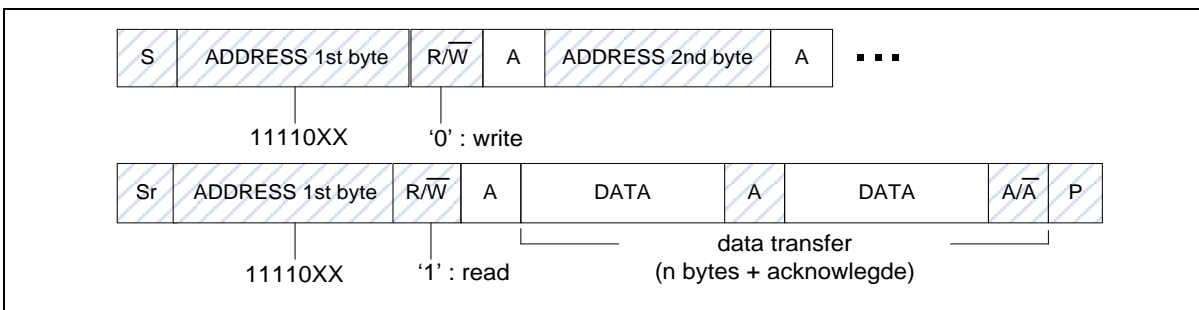 S ADDRESS 1st byte R/W̅ A ADDRESS 2nd byte A ▪ ▪ ▪
11110XX ‘0’ : write
Sr ADDRESS 1st byte R/W̅ A DATA A DATA A/A̅ P
data transfer
11110XX ‘1’ : read (n bytes + acknowlegde)